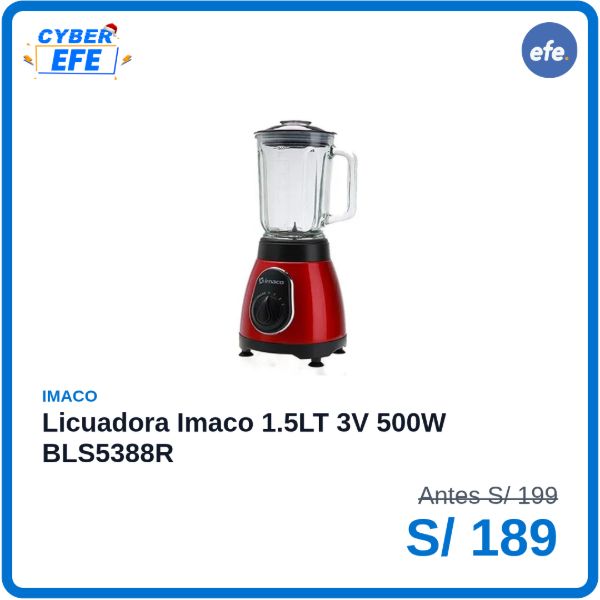 CYBER
EFE
efe.
imaco
IMACO
Licuadora Imaco 1.5LT 3V 500W
BLS5388R
Antes S/ 199
S/ 189